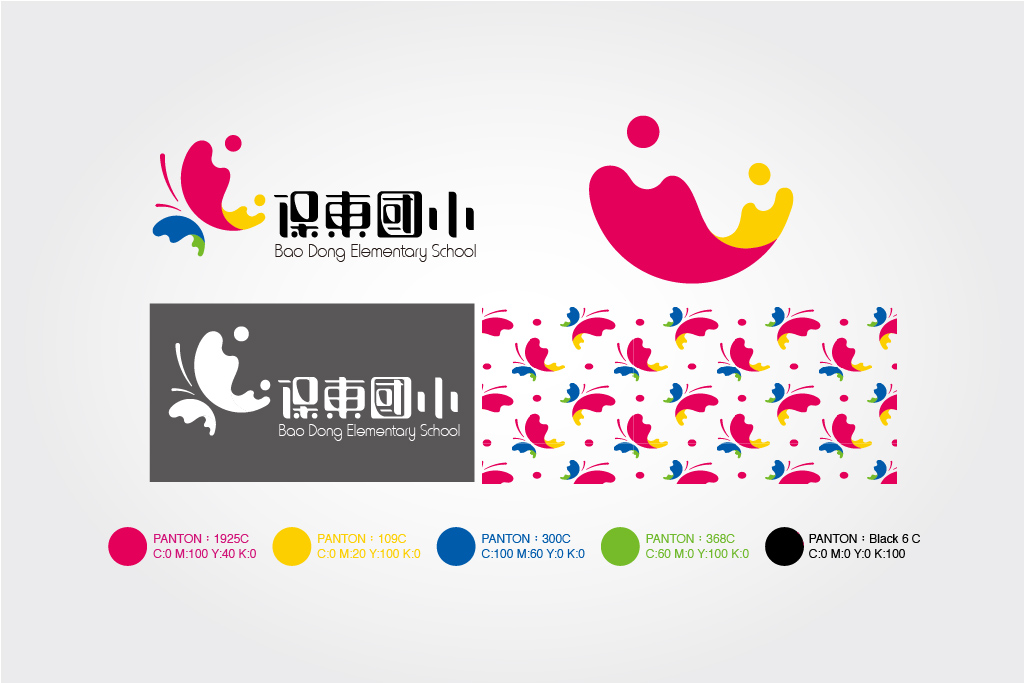 保東國小
Bao Dong Elementary School
保東國小
Bao Dong Elementary School
PANTON：1925C
C:0 M:100 Y:40 K:0
PANTON：109C
C:0 M:20 Y:100 K:0
PANTON：300C
C:100 M:60 Y:0 K:0
PANTON：368C
C:60 M:0 Y:100 K:0
PANTON：Black 6 C
C:0 M:0 Y:0 K:100